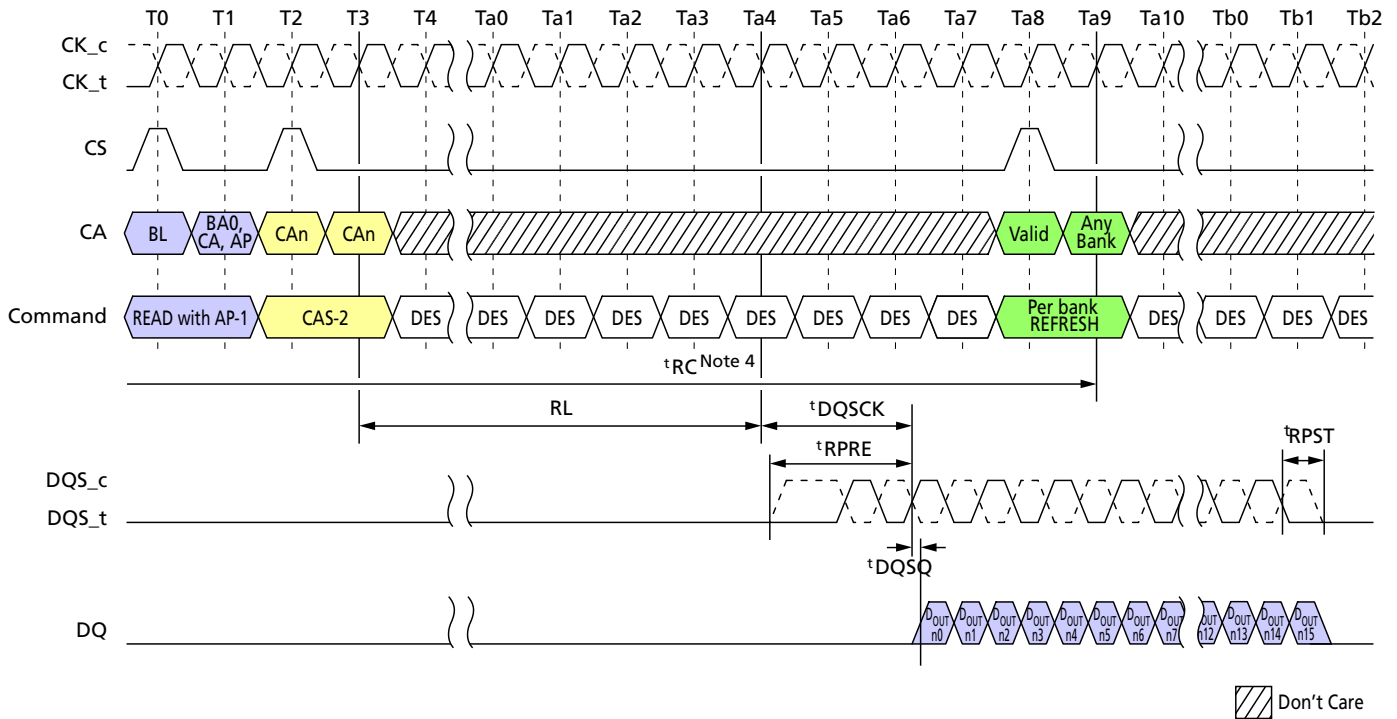 T0 T1 T2 T3 T4 Ta0 Ta1 Ta2 Ta3 Ta4 Ta5 Ta6 Ta7 Ta8 Ta9 Ta10 Tb0 Tb1 Tb2
CK_c
CK_t
CS
CA BL BA0, CA, AP CAn CAn Valid Any Bank
Command READ with AP-1 CAS-2 DES DES DES DES DES DES DES DES DES Per bank REFRESH DES DES DES DES
tRC Note 4
RL tDQSCK
tRPRE tRPST
DQS_c
DQS_t
tDQSQ
DQ DOUT n0 DOUT n1 DOUT n2 DOUT n3 DOUT n4 DOUT n5 DOUT n6 DOUT n7 DOUT n12 DOUT n13 DOUT n14 DOUT n15
Don't Care